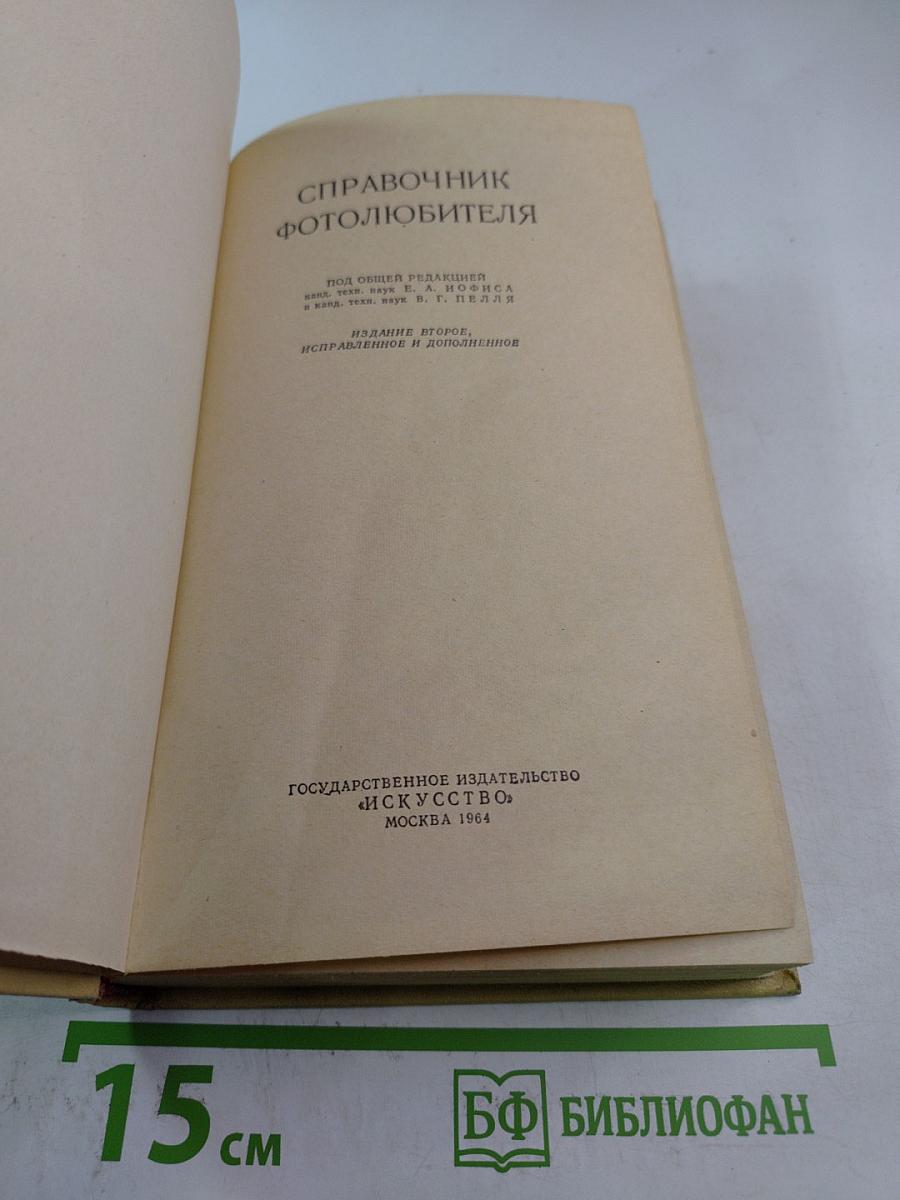 СПРАВОЧНИК
ФОТОЛЮБИТЕЛЯ
ПОД ОБЩЕЙ РЕДАКЦИЕЙ
канд. техн. наук Е. А. ИОФИСА
и канд. техн. наук В. Г. ПЕЛЛЯ
ИЗДАНИЕ ВТОРОЕ,
ИСПРАВЛЕННОЕ И ДОПОЛНЕННОЕ
ГОСУДАРСТВЕННОЕ ИЗДАТЕЛЬСТВО
«ИСКУССТВО»
МОСКВА 1964
15 см
БФ БИБЛИОФАН